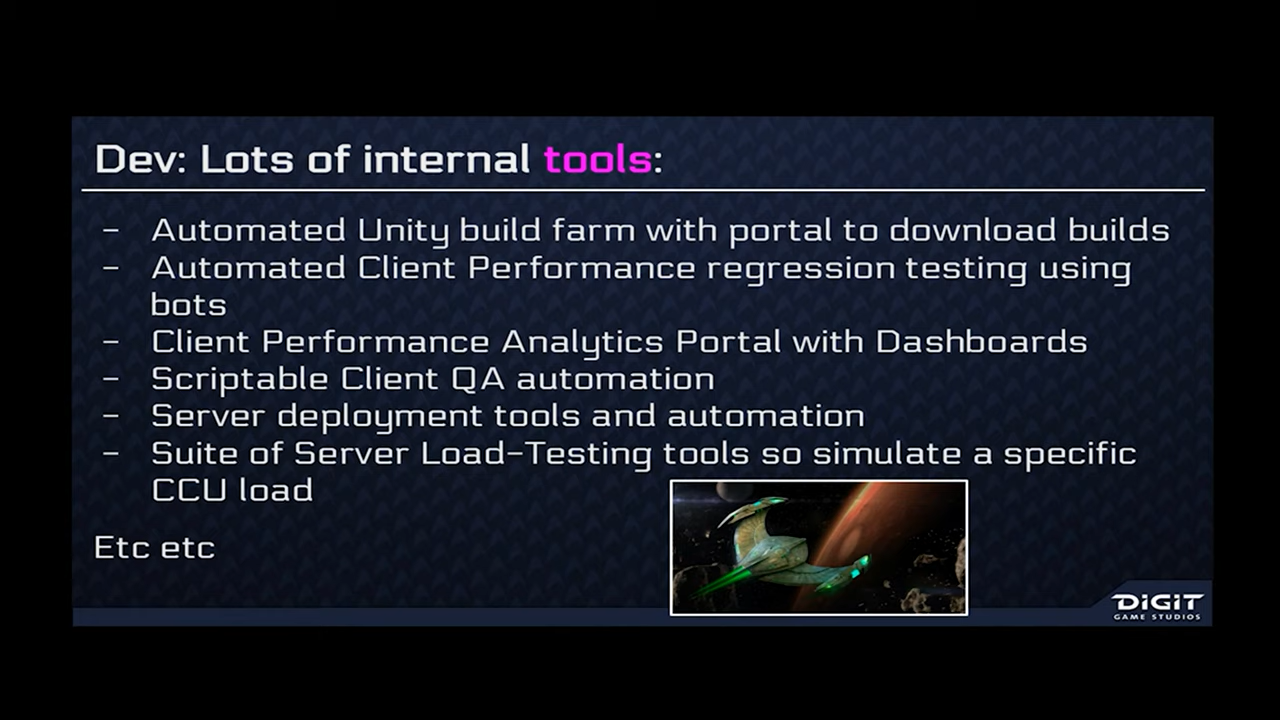 Dev: Lots of internal tools:
- Automated Unity build farm with portal to download builds
- Automated Client Performance regression testing using
bots
- Client Performance Analytics Portal with Dashboards
- Scriptable Client QA automation
- Server deployment tools and automation
- Suite of Server Load-Testing tools so simulate a specific
CCU load
Etc etc
DIGIT
GAME STUDIOS